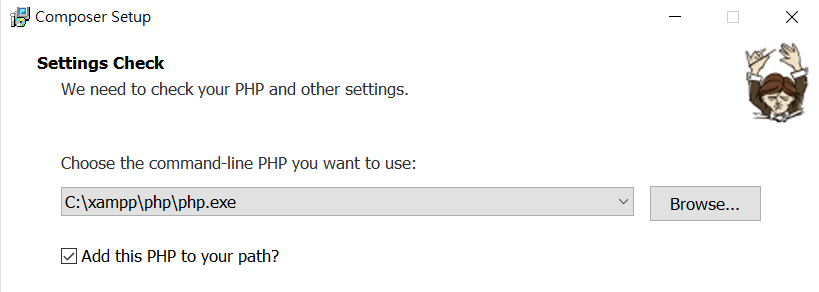 Composer Setup
Settings Check
We need to check your PHP and other settings.
Choose the command-line PHP you want to use:
C:\xampp\php\php.exe
Browse...
Add this PHP to your path?